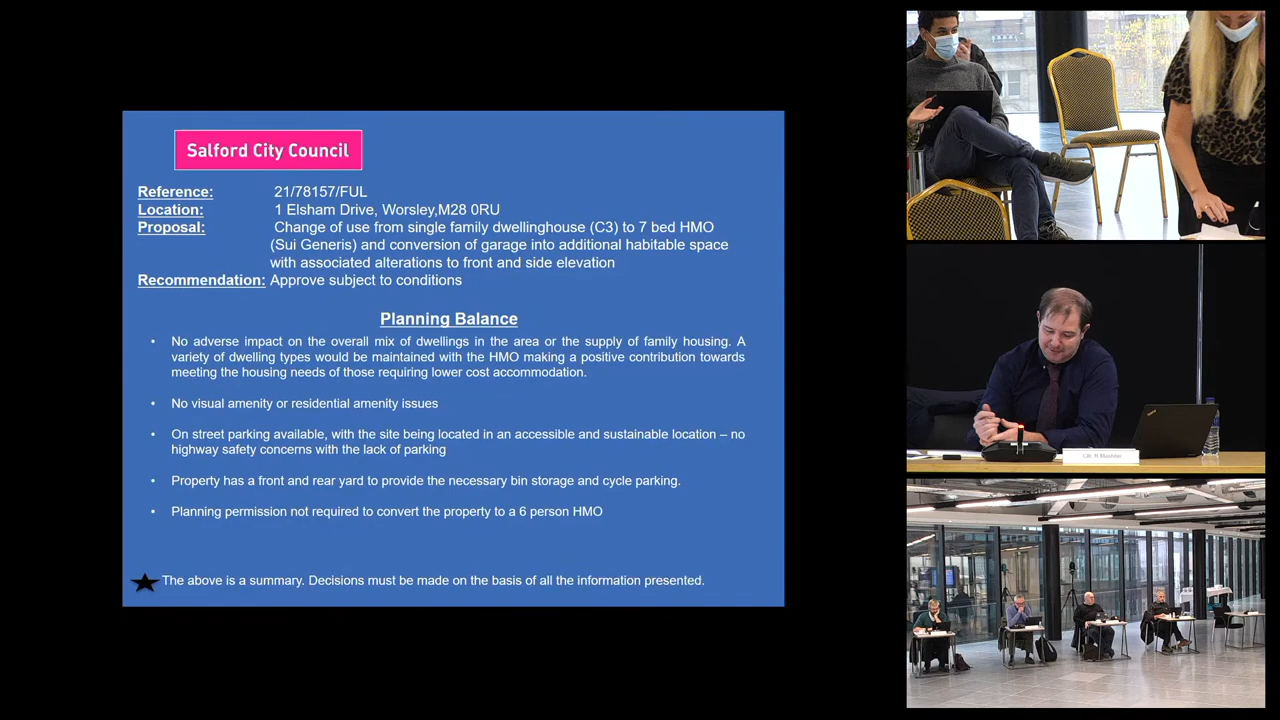 Salford City Council
Reference: 21/78157/FUL
Location: 1 Elsham Drive, Worsley,M28 0RU
Proposal: Change of use from single family dwellinghouse (C3) to 7 bed HMO
(Sui Generis) and conversion of garage into additional habitable space
with associated alterations to front and side elevation
Recommendation: Approve subject to conditions
Planning Balance
• No adverse impact on the overall mix of dwellings in the area or the supply of family housing. A
variety of dwelling types would be maintained with the HMO making a positive contribution towards
meeting the housing needs of those requiring lower cost accommodation.
• No visual amenity or residential amenity issues
• On street parking available, with the site being located in an accessible and sustainable location – no
highway safety concerns with the lack of parking
• Property has a front and rear yard to provide the necessary bin storage and cycle parking.
• Planning permission not required to convert the property to a 6 person HMO
The above is a summary. Decisions must be made on the basis of all the information presented.